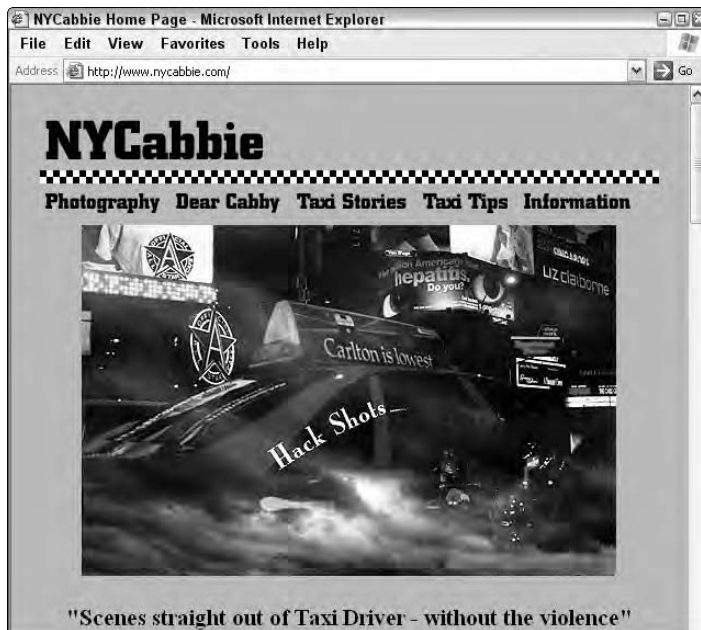 NYCabbie Home Page - Microsoft Internet Explorer
File Edit View Favorites Tools Help
Address http://www.nycabbie.com/ Go
NYCabbie
Photography Dear Cabby Taxi Stories Taxi Tips Information
hepatitis.
Do you?
LIZ claiborne
A
A
Carlton is lowest
Hack Shots
"Scenes straight out of Taxi Driver - without the violence"